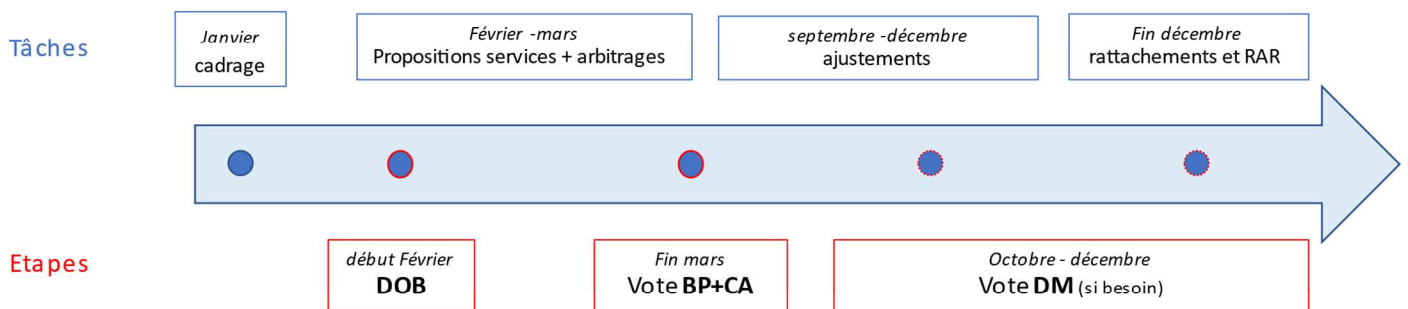 Tâches
Janvier
cadrage
Février -mars
Propositions services + arbitrages
septembre -décembre
ajustements
Fin décembre
rattachements et RAR
Etapes
début Février
DOB
Fin mars
Vote BP+CA
Octobre - décembre
Vote DM (si besoin)